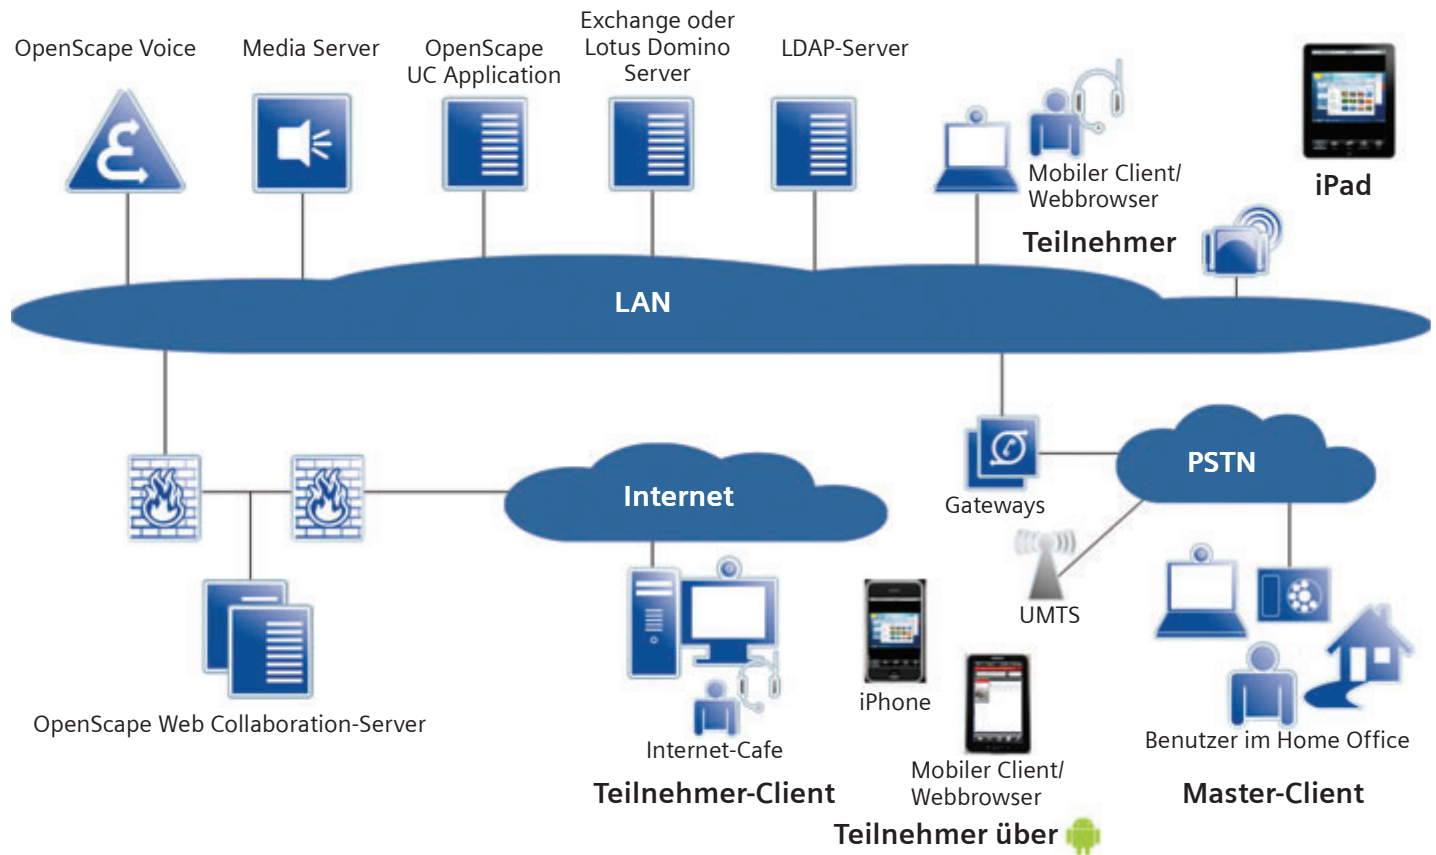 OpenScape Voice
Media Server
OpenScape
UC Application
Exchange oder
Lotus Domino
Server
LDAP-Server
Mobiler Client/
Webbrowser
Teilnehmer
iPad
LAN
Internet
Gateways
PSTN
UMTS
OpenScape Web Collaboration-Server
Internet-Cafe
Teilnehmer-Client
iPhone
Mobiler Client/
Webbrowser
Teilnehmer über
Benutzer im Home Office
Master-Client